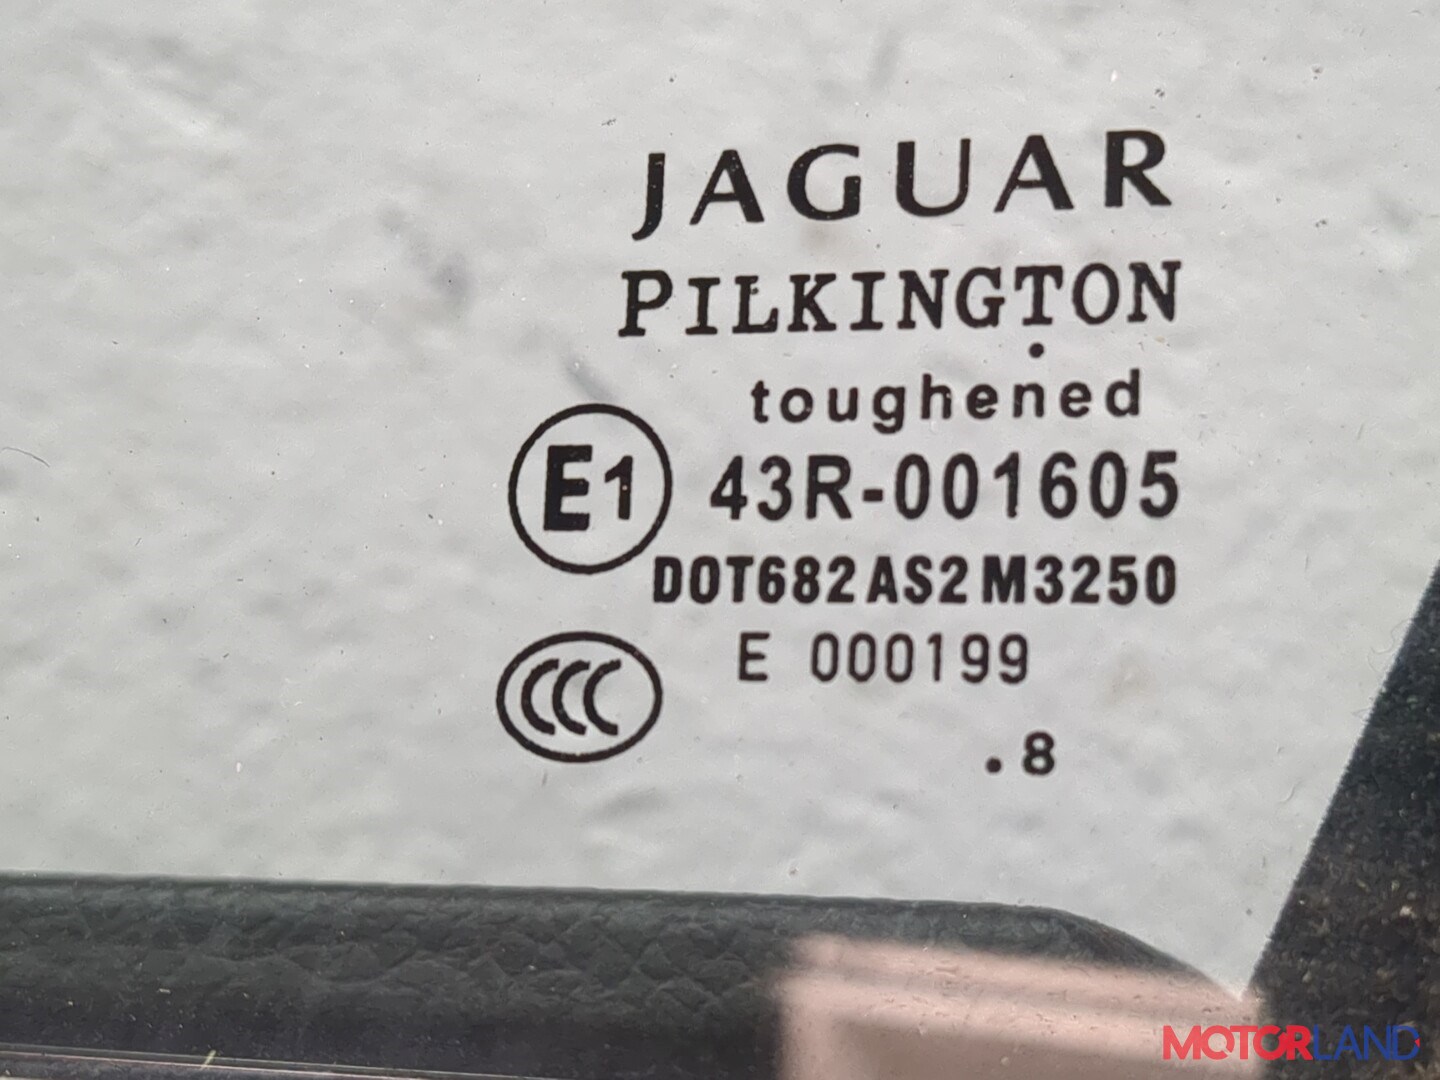 JAGUAR
PILKINGTON
toughened
E1 43R-001605
DOT682AS2M3250
E 000199
CCC
.8
MOTORLAND